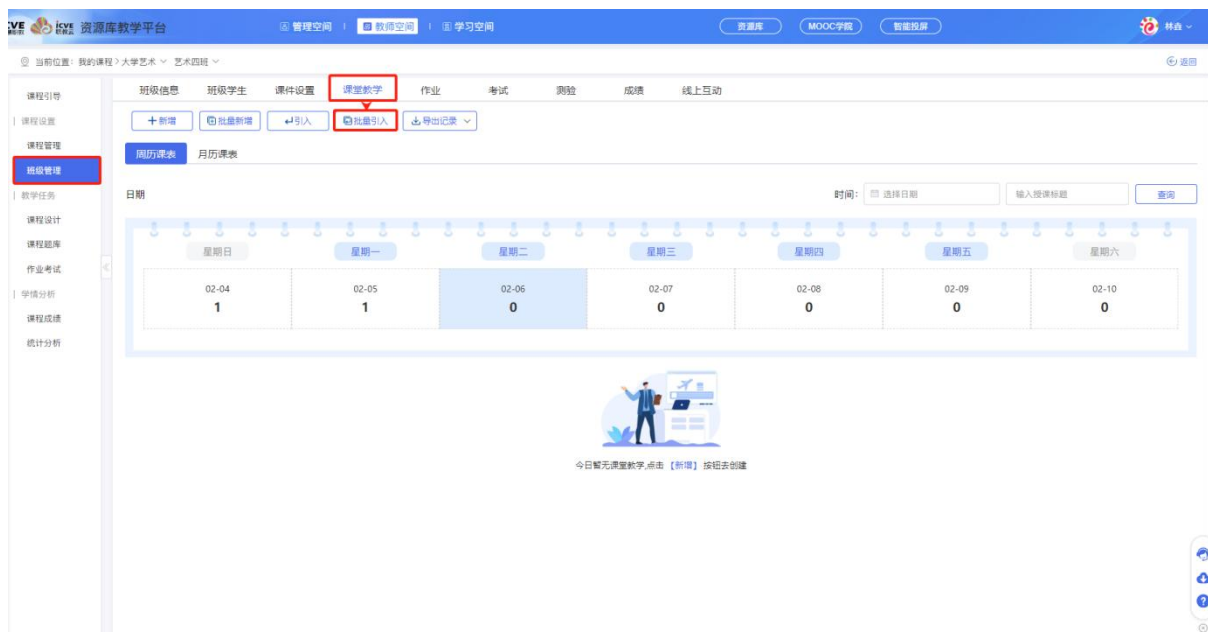 icve 资源库教学平台 管理空间 教师空间 学习空间 资源库 MOOC学院 智能投屏 林垚
当前位置：我的课程 > 大学艺术 艺术四班 返回
课程引导
课程设置
课程管理
班级管理
教学任务
课程设计
课程题库
作业考试
学情分析
课程成绩
统计分析
班级信息 班级学生 课件设置 课堂教学 作业 考试 测验 成绩 线上互动
新增 批量新增 引入 批量引入 导出记录
周历课表 月历课表
日期 时间： 选择日期 输入授课标题 查询
星期日 星期一 星期二 星期三 星期四 星期五 星期六
02-04 02-05 02-06 02-07 02-08 02-09 02-10
1 1 0 0 0 0 0
今日暂无课堂教学,点击【新增】按钮去创建